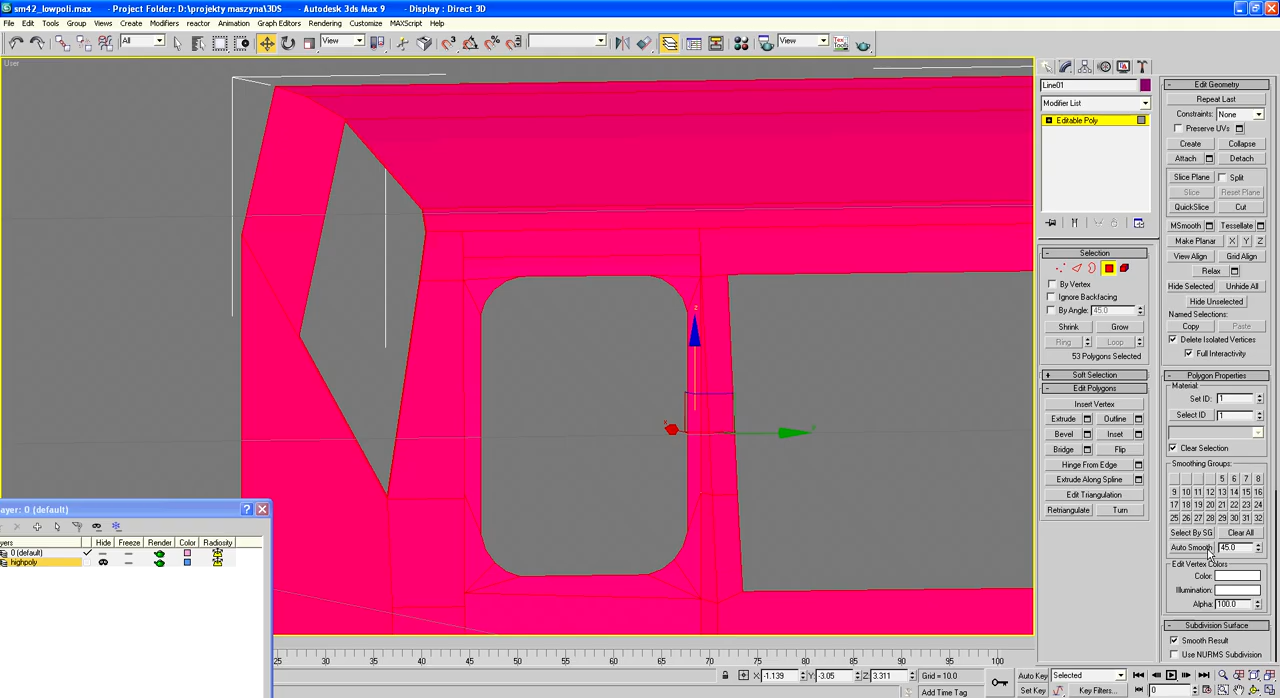 sm42_lowpoli.max - Project Folder: D:\projekty maszyna\3DS - Autodesk 3ds Max 9 - Display : Direct 3D
File Edit Tools Group Views Create Modifiers reactor Animation Graph Editors Rendering Customize MAXScript Help
All View View
User
Line01
Modifier List
Editable Poly
Selection
By Vertex
Ignore Backfacing
By Angle: 45.0
Shrink Grow
Ring Loop
53 Polygons Selected
Soft Selection
Edit Polygons
Insert Vertex
Extrude Outline
Bevel Inset
Bridge Flip
Hinge From Edge
Extrude Along Spline
Edit Triangulation
Retriangulate Turn
Edit Geometry
Repeat Last
Constraints: None
Preserve UVs
Create Collapse
Attach Detach
Slice Plane Split
Slice Reset Plane
QuickSlice Cut
MSmooth Tessellate
Make Planar X Y Z
View Align Grid Align
Relax
Hide Selected Unhide All
Hide Unselected
Named Selections:
Copy Paste
Delete Isolated Vertices
Full Interactivity
Polygon Properties
Material:
Set ID: 1
Select ID 1
Clear Selection
Smoothing Groups:
5 6 7 8
9 10 11 12 13 14 15 16
17 18 19 20 21 22 23 24
25 26 27 28 29 30 31 32
Select By SG Clear All
Auto Smooth 45.0
Edit Vertex Colors
Color:
Illumination:
Alpha: 100.0
Subdivision Surface
Smooth Result
Use NURMS Subdivision
z
x
ayer: 0 (default)
yers Hide Freeze Render Color Radiosity
0 (default)
highpoly
25 30 35 40 45 50 55 60 65 70 75 80 85 90 95 100
X: -1.139 Y: -3.05 Z: 3.311 Grid = 10.0
Add Time Tag
Auto Key Selected
Set Key Key Filters...